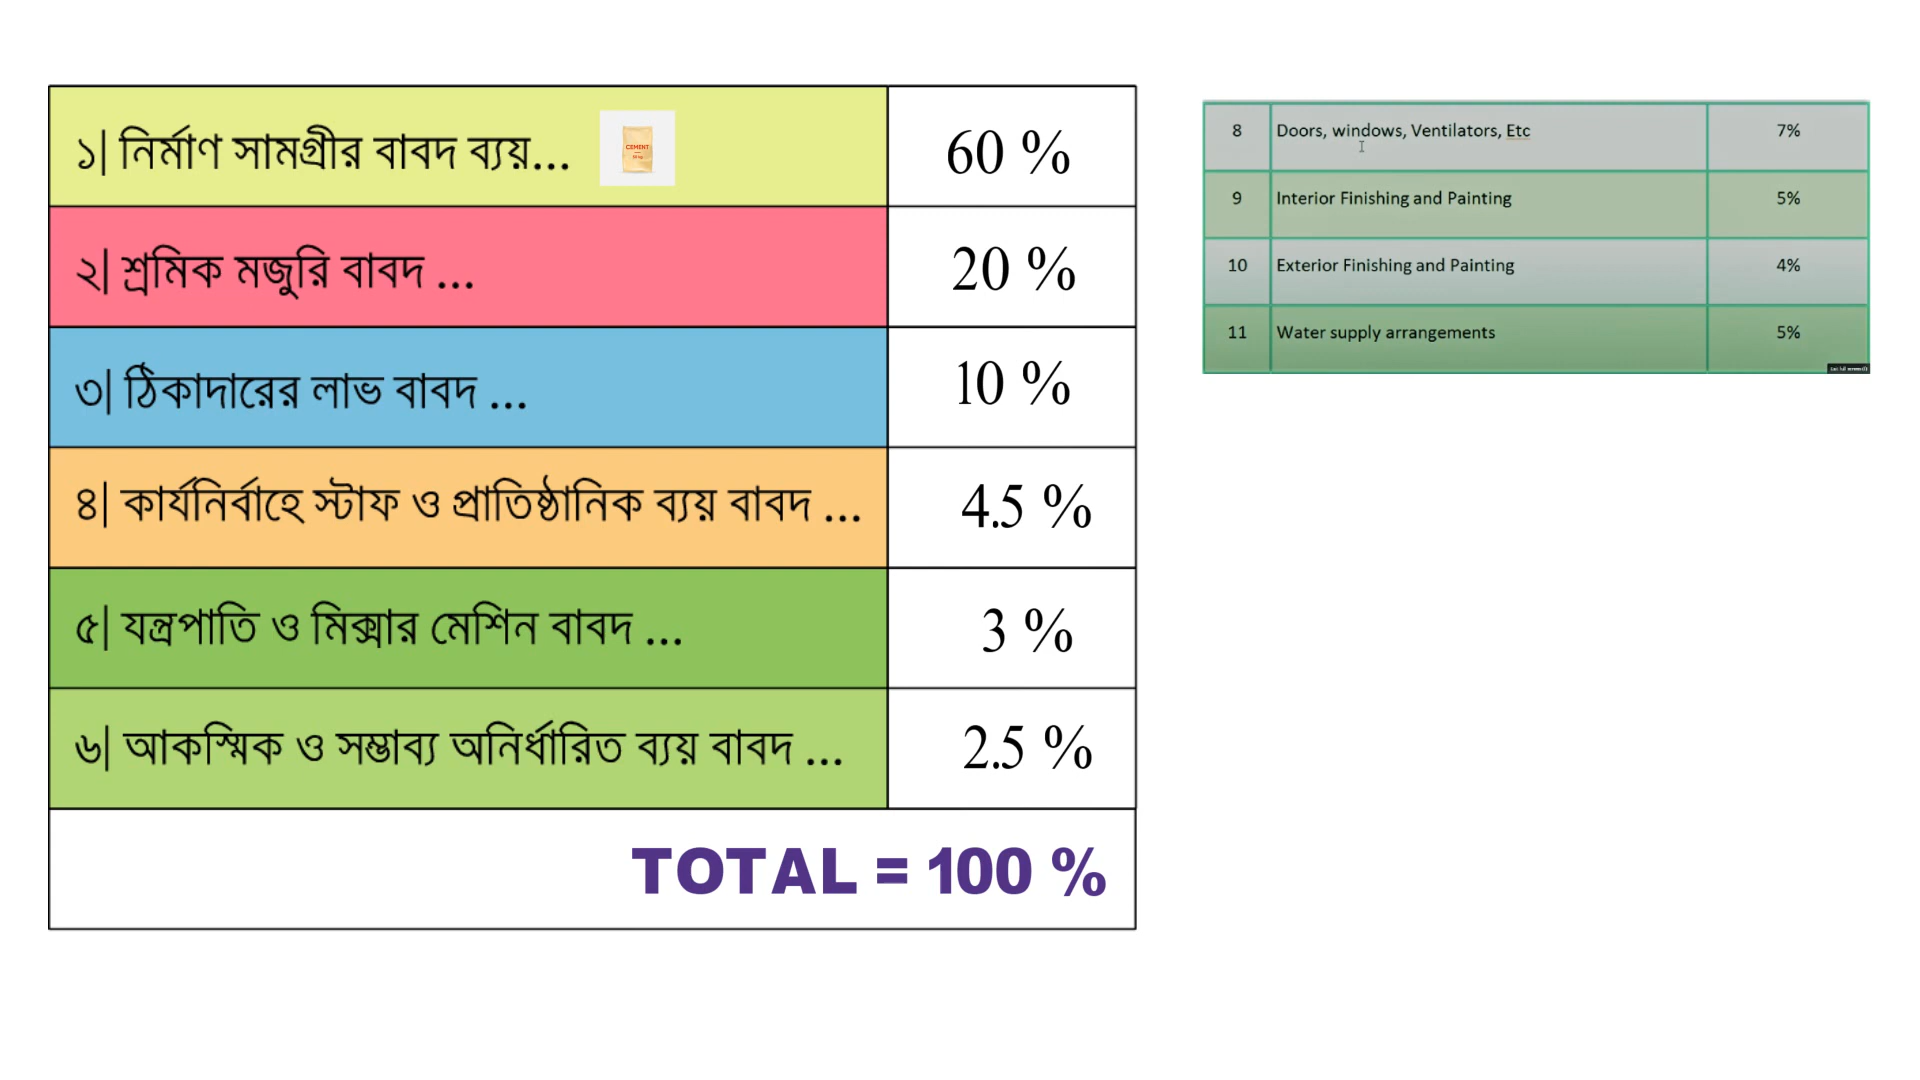 ১| নির্মাণ সামগ্রীর বাবদ ব্যয়... 60 %
CEMENT
২| শ্রমিক মজুরি বাবদ ... 20 %
৩| ঠিকাদারের লাভ বাবদ ... 10 %
৪| কার্যনির্বাহে স্টাফ ও প্রাতিষ্ঠানিক ব্যয় বাবদ ... 4.5 %
৫| যন্ত্রপাতি ও মিক্সার মেশিন বাবদ ... 3 %
৬| আকস্মিক ও সম্ভাব্য অনির্ধারিত ব্যয় বাবদ ... 2.5 %
TOTAL = 100 %
8 Doors, windows, Ventilators, Etc 7%
9 Interior Finishing and Painting 5%
10 Exterior Finishing and Painting 4%
11 Water supply arrangements 5%